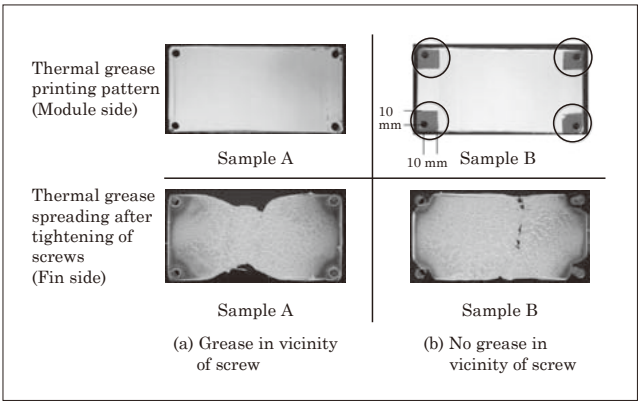 Thermal grease
printing pattern
(Module side)
10
mm
10 mm
Sample A
Sample B
Thermal grease
spreading after
tightening of
screws
(Fin side)
Sample A
Sample B
(a) Grease in vicinity
of screw
(b) No grease in
vicinity of screw